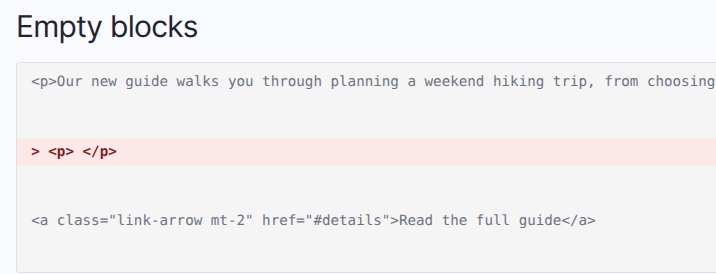 Empty blocks
<p>Our new guide walks you through planning a weekend hiking trip, from choosing
> <p> </p>
<a class="link-arrow mt-2" href="#details">Read the full guide</a>